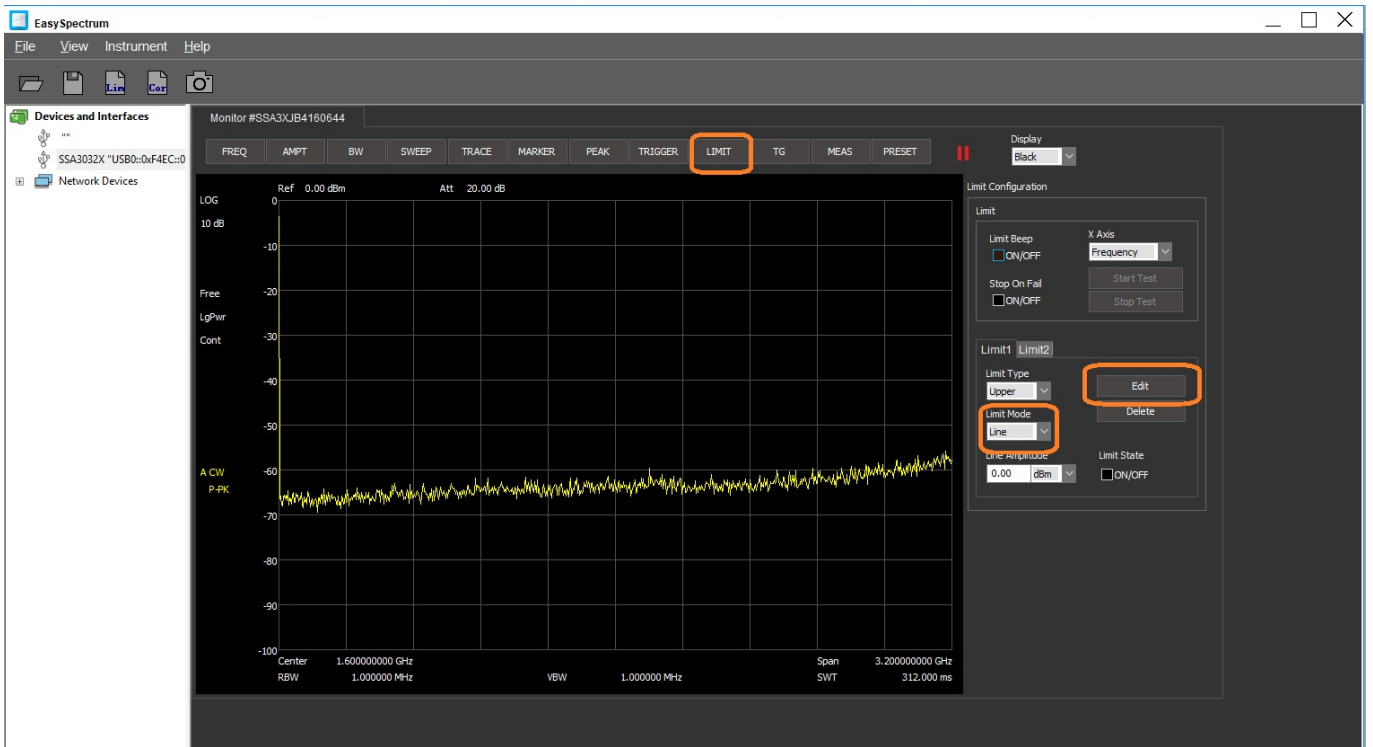 EasySpectrum
File View Instrument Help
Lim Cor
Devices and Interfaces
""
SSA3032X "USB0::0xF4EC::0
Network Devices
Monitor #SSA3XJB4160644
FREQ AMPT BW SWEEP TRACE MARKER PEAK TRIGGER LIMIT TG MEAS PRESET
Display
Black
Ref 0.00 dBm Att 20.00 dB
LOG
10 dB
Free
LgPwr
Cont
A CW
P-PK
0
-10
-20
-30
-40
-50
-60
-70
-80
-90
-100
Center 1.600000000 GHz Span 3.200000000 GHz
RBW 1.000000 MHz VBW 1.000000 MHz SWT 312.000 ms
Limit Configuration
Limit
Limit Beep X Axis
ON/OFF Frequency
Stop On Fail Start Test
ON/OFF Stop Test
Limit1 Limit2
Limit Type
Upper Edit
Limit Mode Delete
Line
Line Amplitude Limit State
0.00 dBm ON/OFF